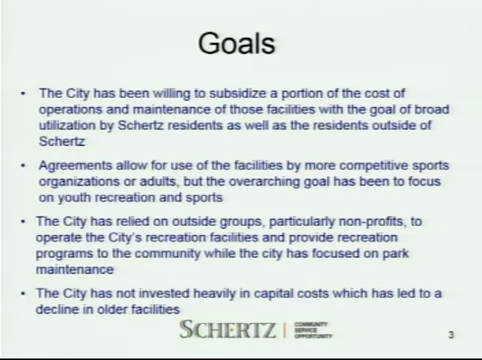 Goals
• The City has been willing to subsidize a portion of the cost of
operations and maintenance of those facilities with the goal of broad
utilization by Schertz residents as well as the residents outside of
Schertz
• Agreements allow for use of the facilities by more competitive sports
organizations or adults, but the overarching goal has been to focus
on youth recreation and sports
• The City has relied on outside groups, particularly non-profits, to
operate the City's recreation facilities and provide recreation
programs to the community while the city has focused on park
maintenance
• The City has not invested heavily in capital costs which has led to a
decline in older facilities
SCHERTZ | COMMUNITY
SERVICE
OPPORTUNITY
3